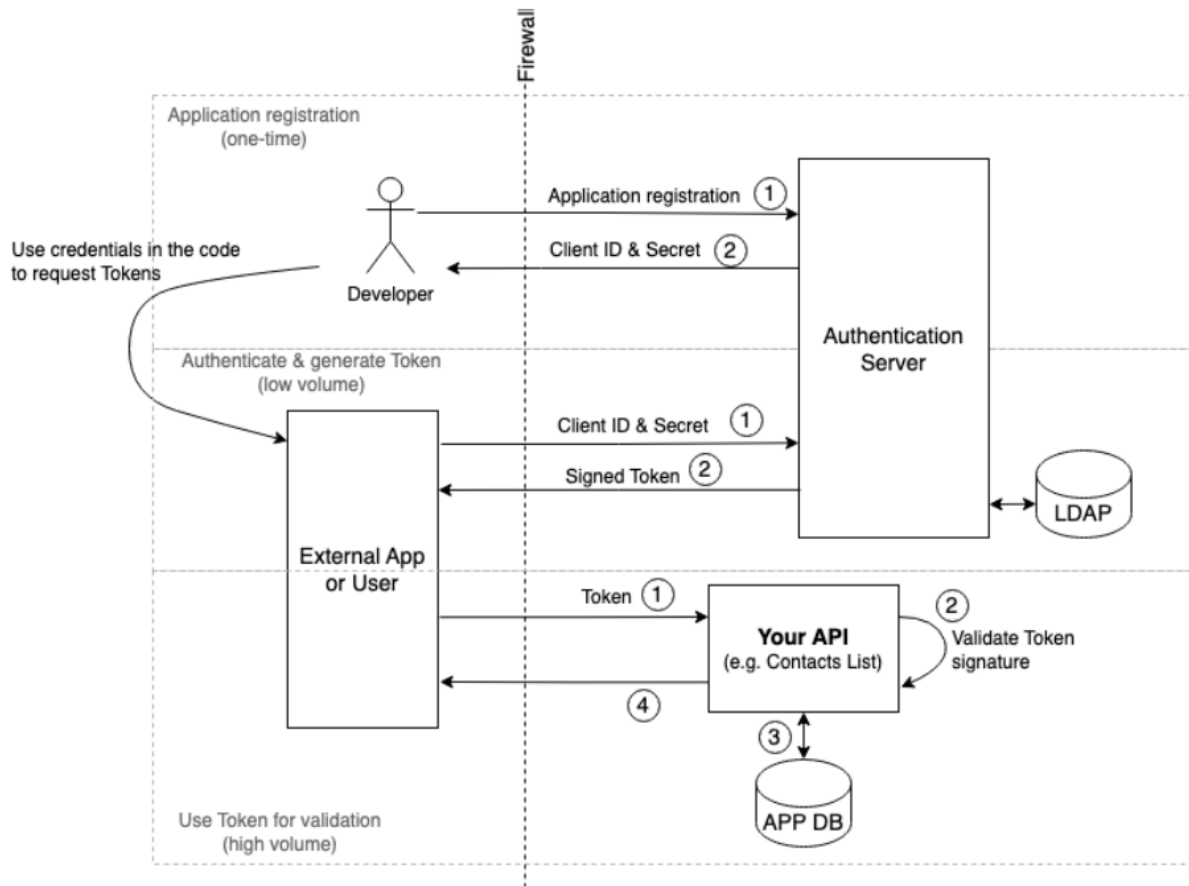 Firewall
Application registration
(one-time)
Application registration 1
Use credentials in the code
to request Tokens
Client ID & Secret 2
Developer
Authentication
Server
Authenticate & generate Token
(low volume)
Client ID & Secret 1
Signed Token 2
LDAP
External App
or User
Token 1
2
Your API
(e.g. Contacts List)
Validate Token
signature
4
3
APP DB
Use Token for validation
(high volume)